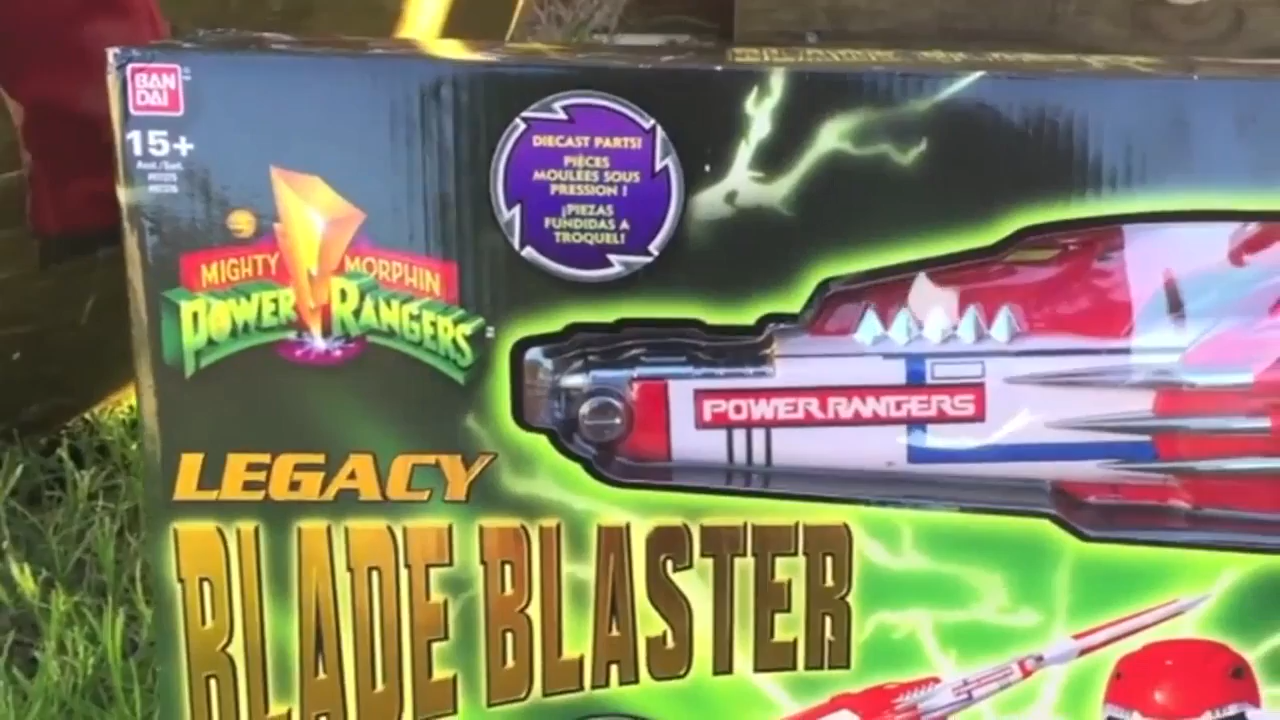 BAN
DAI
15+
DIECAST PARTS!
PIÈCES
MOULÉES SOUS
PRESSION !
¡PIEZAS
FUNDIDAS A
TROQUEL!
MIGHTY MORPHIN
POWER RANGERS
POWER RANGERS
LEGACY
BLADE BLASTER